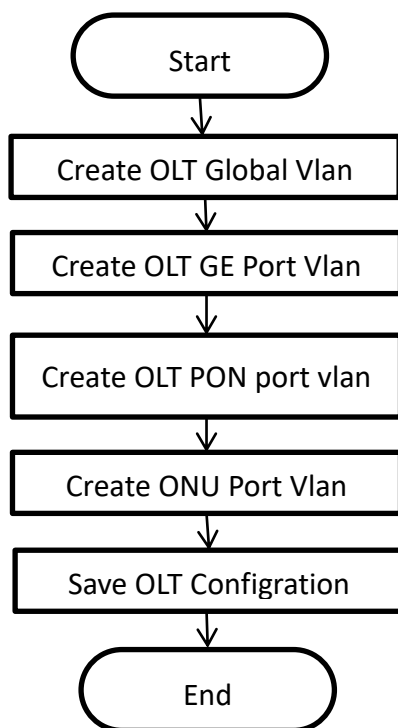 Start
Create OLT Global Vlan
Create OLT GE Port Vlan
Create OLT PON port vlan
Create ONU Port Vlan
Save OLT Configration
End